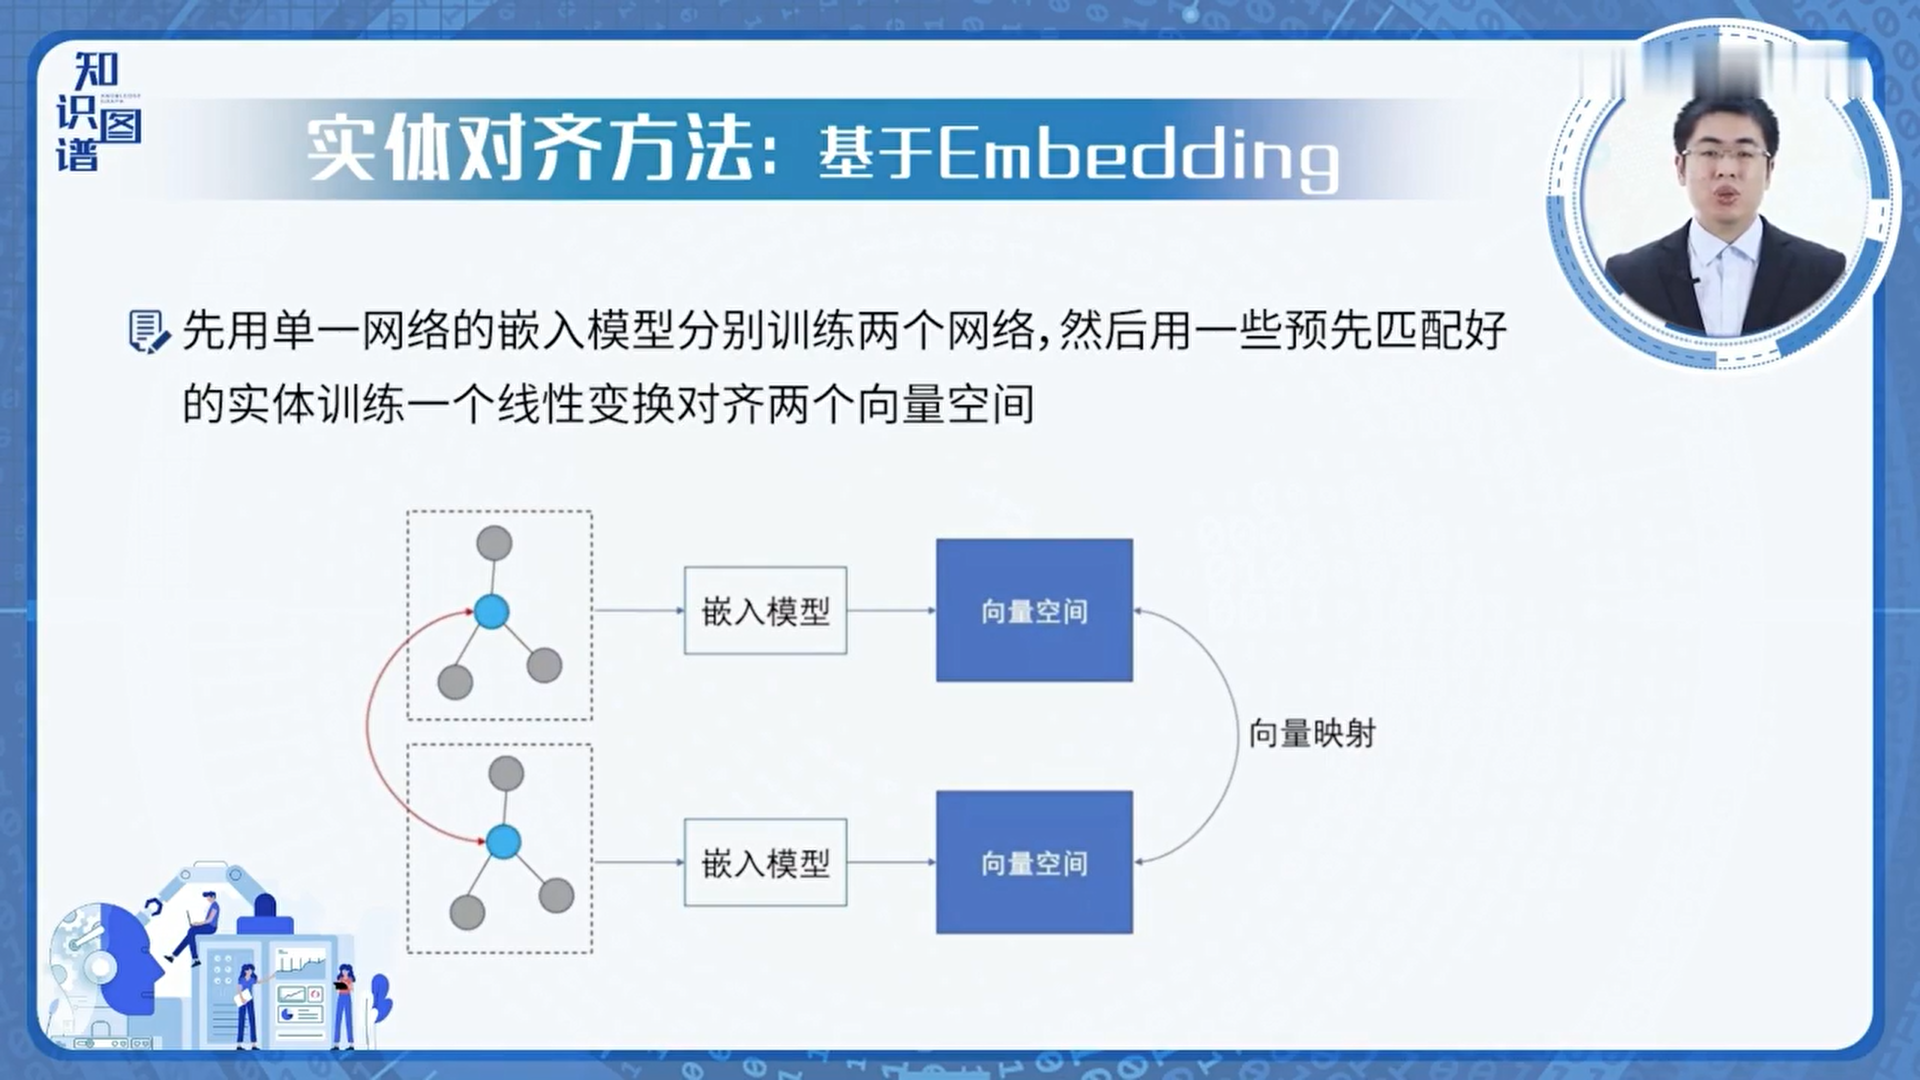 知识图谱
实体对齐方法：基于Embedding
先用单一网络的嵌入模型分别训练两个网络，然后用一些预先匹配好
的实体训练一个线性变换对齐两个向量空间
嵌入模型
向量空间
向量映射
嵌入模型
向量空间